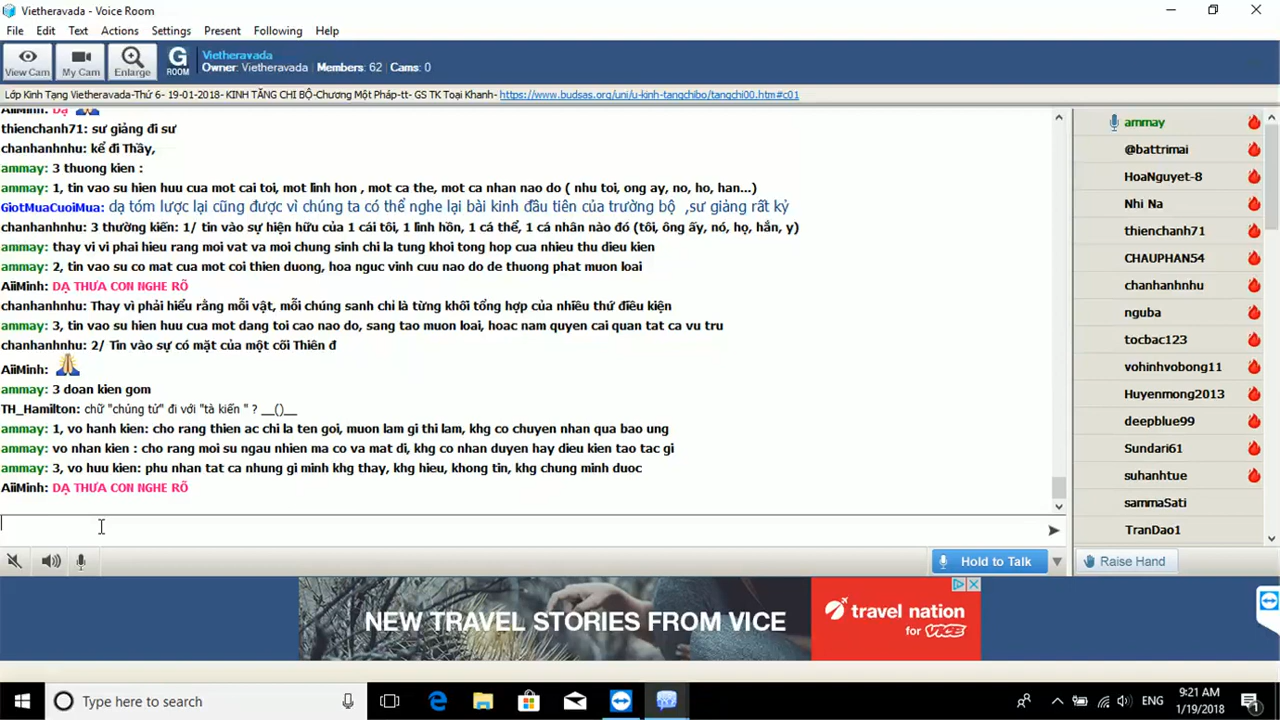 Vietheravada - Voice Room
File Edit Text Actions Settings Present Following Help
View Cam My Cam Enlarge G ROOM
Vietheravada
Owner: Vietheravada Members: 62 Cams: 0
Lớp Kinh Tạng Vietheravada-Thứ 6- 19-01-2018- KINH TĂNG CHI BỘ-Chương Một Pháp-tt- GS TK Toại Khanh- https://www.budsas.org/uni/u-kinh-tangchibo/tangchi00.htm#c01
AiiMinh: Dạ
thienchanh71: sư giảng đi sư
chanhanhnhu: kể đi Thầy,
ammay: 3 thuong kien :
ammay: 1, tin vao su hien huu cua mot cai toi, mot linh hon , mot ca the, mot ca nhan nao do ( nhu toi, ong ay, no, ho, han...)
GiotMuaCuoiMua: dạ tóm lược lại cũng được vì chúng ta có thể nghe lại bài kinh đầu tiên của trường bộ ,sư giảng rất kỷ
chanhanhnhu: 3 thường kiến: 1/ tin vào sự hiện hữu của 1 cái tôi, 1 linh hồn, 1 cá thể, 1 cá nhân nào đó (tôi, ông ấy, nó, họ, hắn, y)
ammay: thay vi vi phai hieu rang moi vat va moi chung sinh chi la tung khoi tong hop cua nhieu thu dieu kien
ammay: 2, tin vao su co mat cua mot coi thien duong, hoa nguc vinh cuu nao do de thuong phat muon loai
AiiMinh: DẠ THƯA CON NGHE RÕ
chanhanhnhu: Thay vì phải hiểu rằng mỗi vật, mỗi chúng sanh chỉ là từng khối tổng hợp của nhiều thứ điều kiện
ammay: 3, tin vao su hien huu cua mot dang toi cao nao do, sang tao muon loai, hoac nam quyen cai quan tat ca vu tru
chanhanhnhu: 2/ Tin vào sự có mặt của một cõi Thiên đ
AiiMinh:
ammay: 3 doan kien gom
TH_Hamilton: chữ "chủng tử" đi với "tà kiến " ? __()__
ammay: 1, vo hanh kien: cho rang thien ac chi la ten goi, muon lam gi thi lam, khg co chuyen nhan qua bao ung
ammay: vo nhan kien : cho rang moi su ngau nhien ma co va mat di, khg co nhan duyen hay dieu kien tao tac gi
ammay: 3, vo huu kien: phu nhan tat ca nhung gi minh khg thay, khg hieu, khong tin, khg chung minh duoc
AiiMinh: DẠ THƯA CON NGHE RÕ
ammay
@battrimai
HoaNguyet-8
Nhi Na
thienchanh71
CHAUPHAN54
chanhanhnhu
nguba
tocbac123
vohinhvobong11
Huyenmong2013
deepblue99
Sundari61
suhanhtue
sammaSati
TranDao1
Hold to Talk
Raise Hand
NEW TRAVEL STORIES FROM VICE
travel nation
for VICE
Type here to search
ENG
9:21 AM
1/19/2018
1